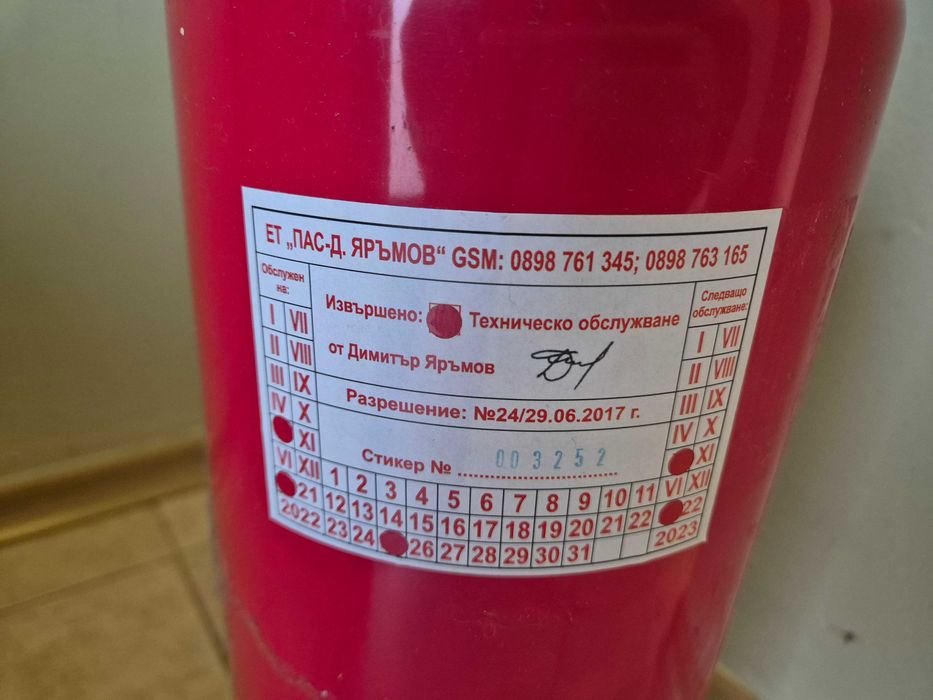 ЕТ „ПАС-Д. ЯРЪМОВ“ GSM: 0898 761 345; 0898 763 165
Обслужен на:
I VII
II VIII
III IX
IV X
XI
VI XII
21
2022
Извършено: Техническо обслужване
от Димитър Яръмов
Разрешение: №24/29.06.2017 г.
Стикер № 003252
1 2 3 4 5 6 7 8 9 10 11
12 13 14 15 16 17 18 19 20 21 22
23 24 26 27 28 29 30 31
Следващо обслужване:
I VII
II VIII
III IX
IV X
XI
VI XII
22
2023